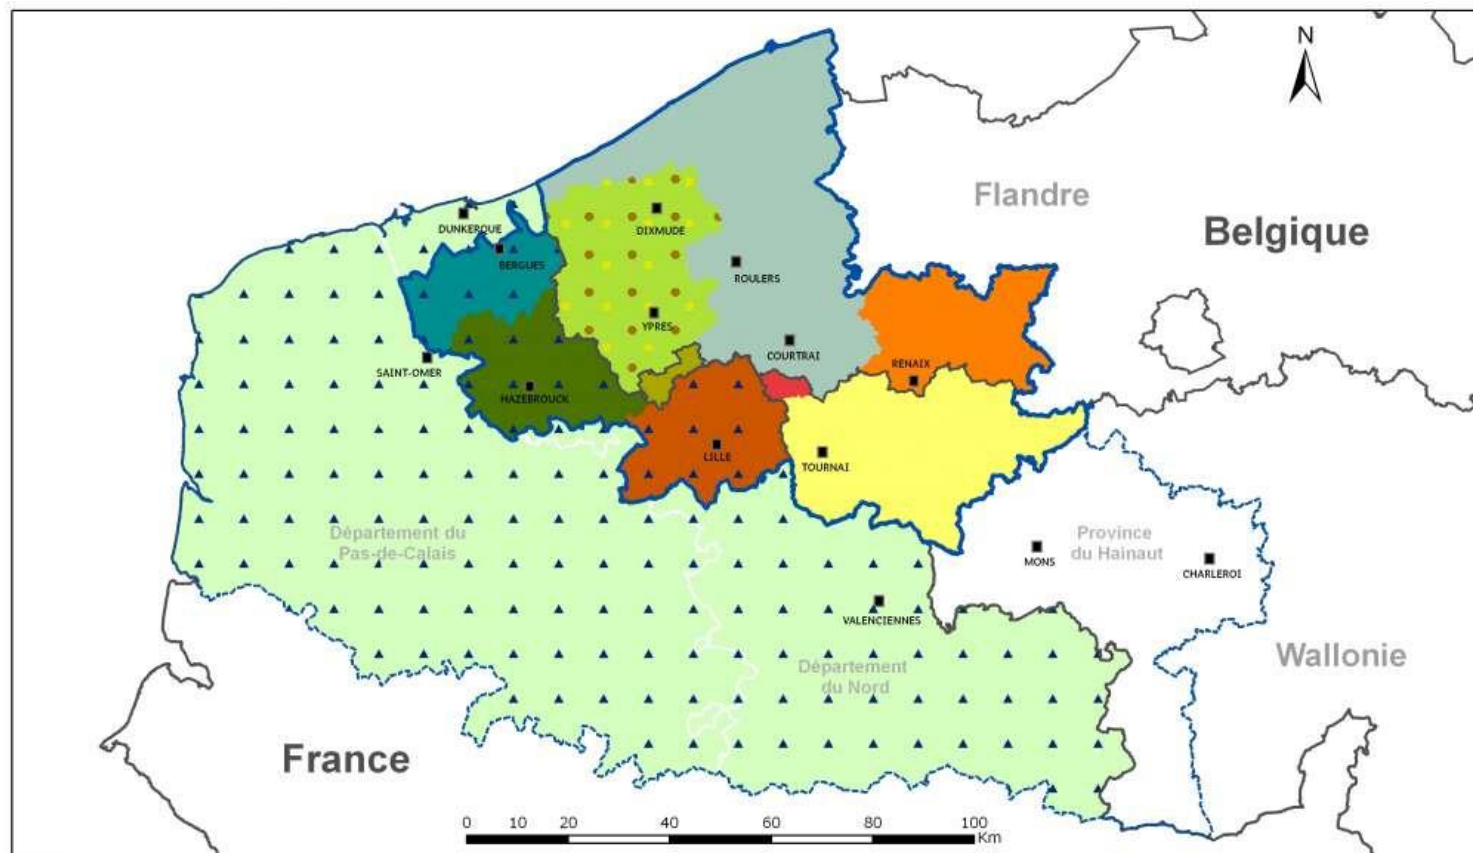 N
Flandre
Belgique
DUNKERQUE
DIXMUDE
BERGUES
ROULERS
YPRES
COURTRAI
SAINT-OMER
RENAIX
HAZEBROUCK
LILLE
TOURNAI
Département du
Pas-de-Calais
Province
du Hainaut
MONS
CHARLEROI
VALENCIENNES
Département
du Nord
Wallonie
France
0 10 20 40 60 80 100
Km